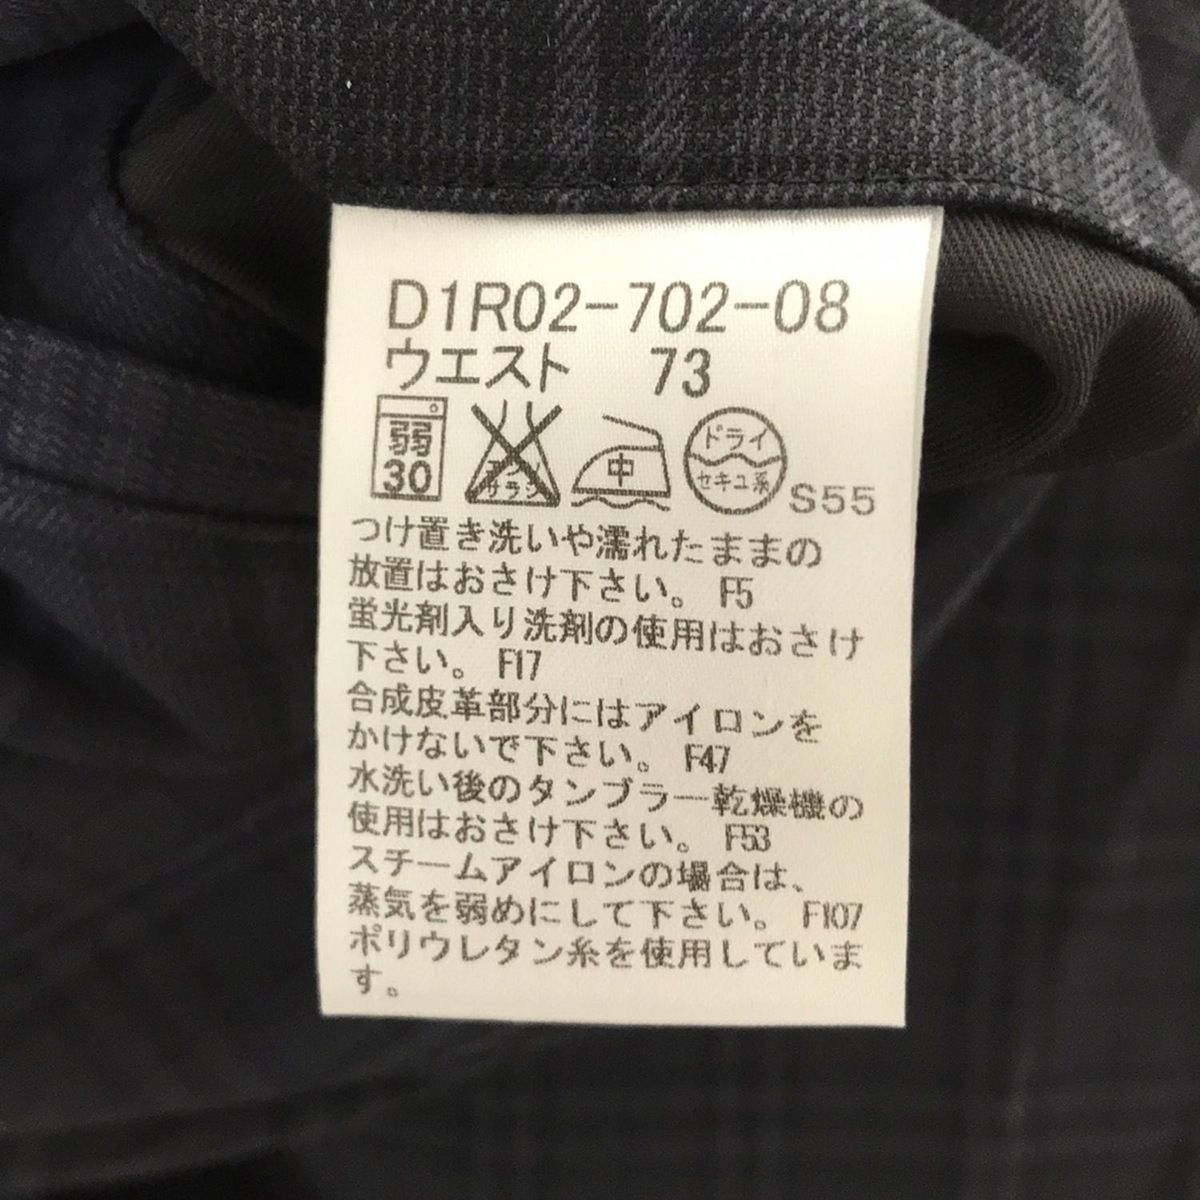 D1R02-702-08
ウエスト 73
弱
30
エンソ
サラシ
中
ドライ
セキユ系
S55
つけ置き洗いや濡れたままの
放置はおさけ下さい。 F5
蛍光剤入り洗剤の使用はおさけ
下さい。 F17
合成皮革部分にはアイロンを
かけないで下さい。 F47
水洗い後のタンブラー乾燥機の
使用はおさけ下さい。 F53
スチームアイロンの場合は、
蒸気を弱めにして下さい。 F107
ポリウレタン糸を使用していま
す。